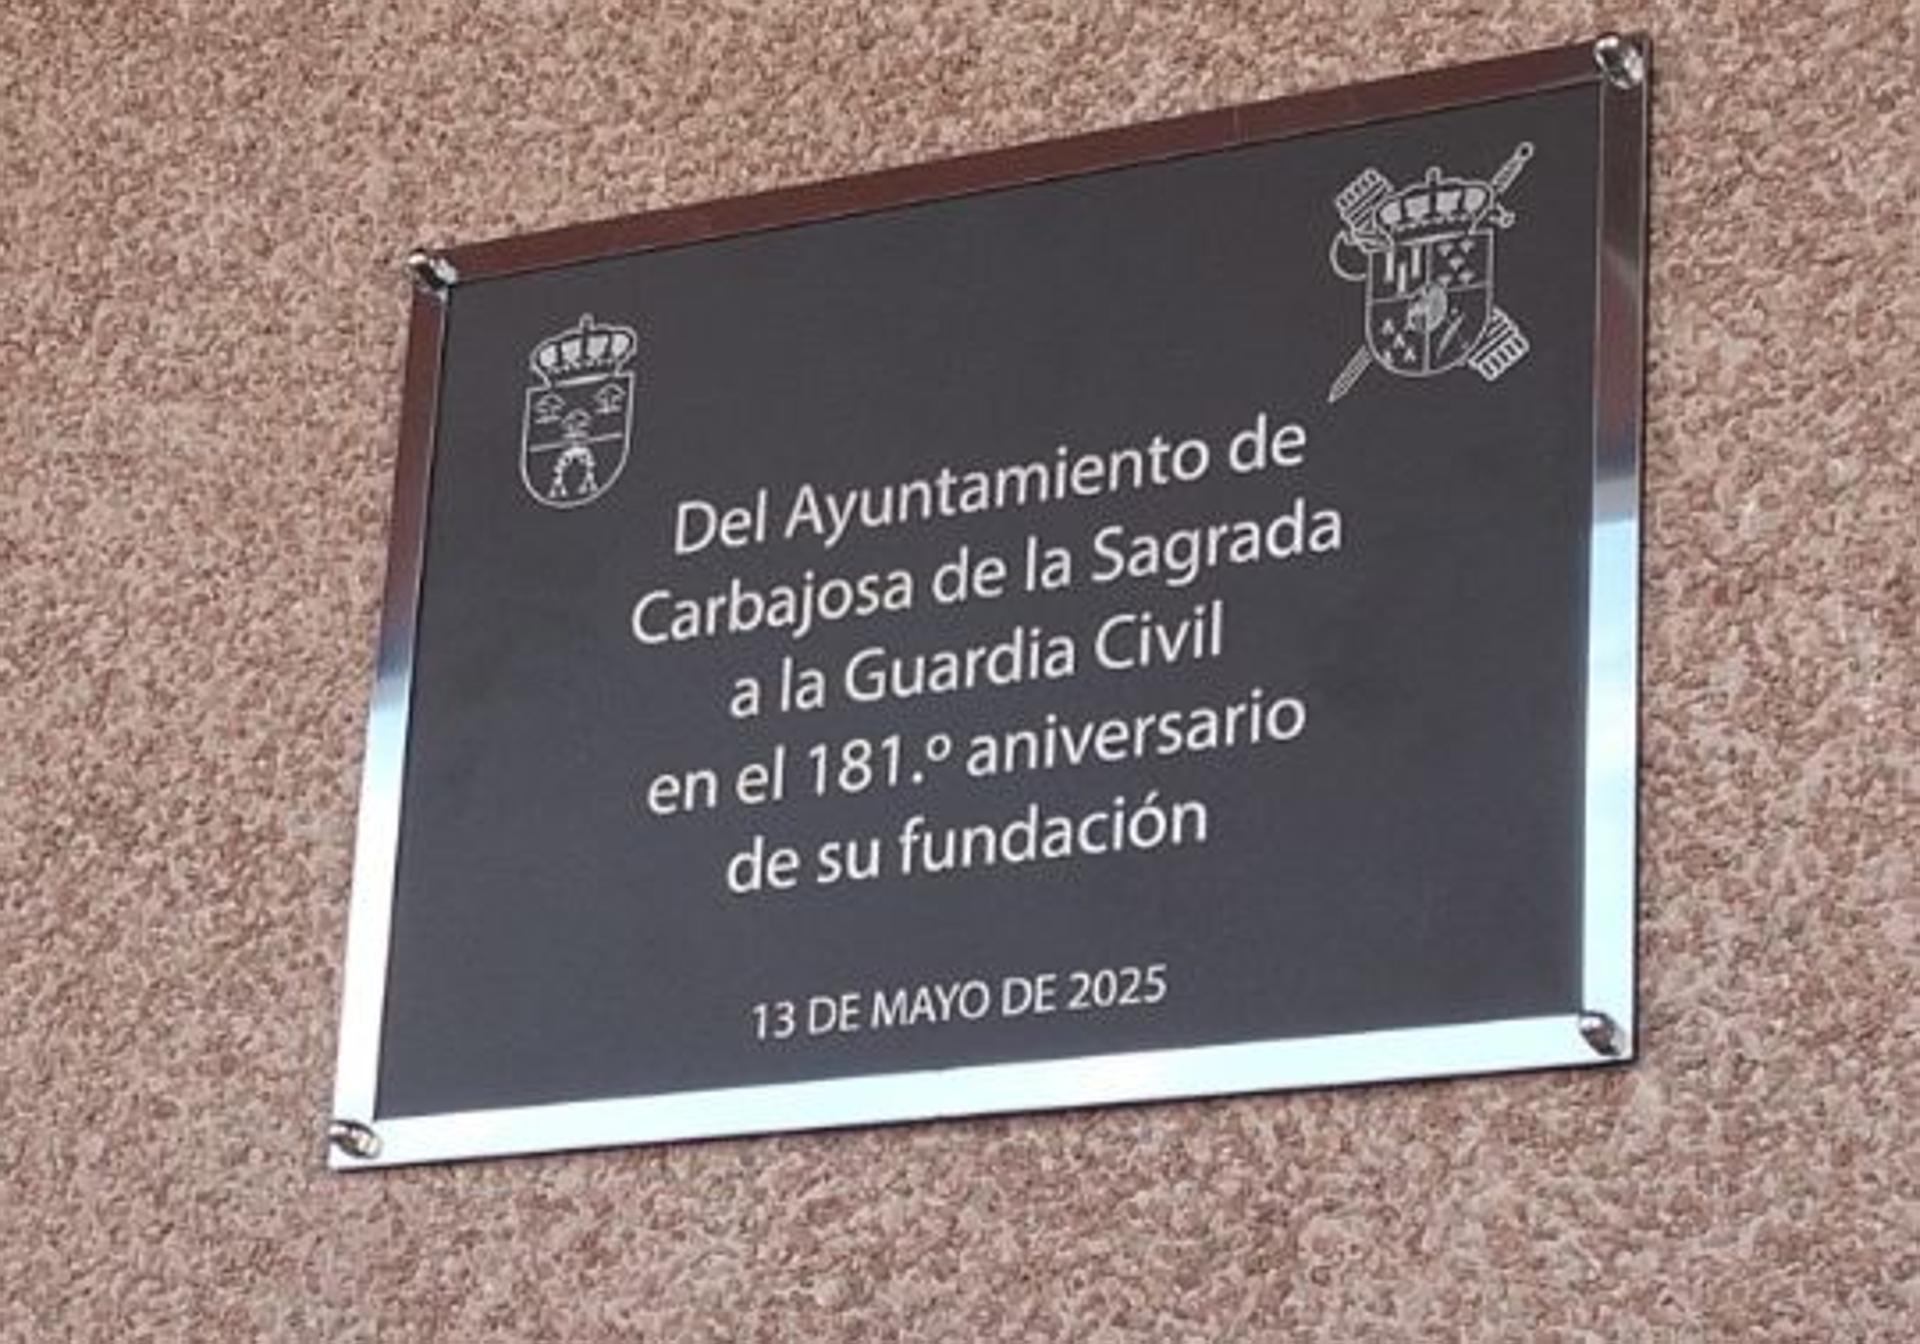 Del Ayuntamiento de
Carbajosa de la Sagrada
a la Guardia Civil
en el 181.º aniversario
de su fundación
13 DE MAYO DE 2025